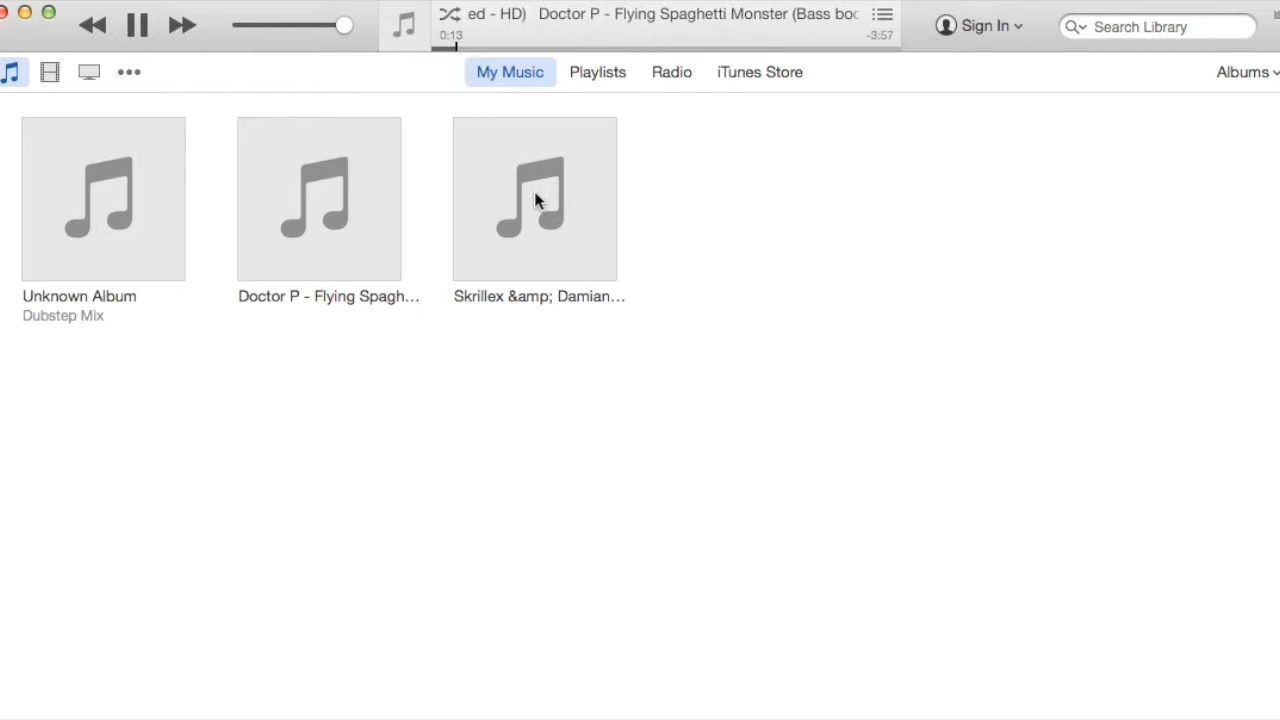 ed - HD) Doctor P - Flying Spaghetti Monster (Bass boo
0:13
-3:57
Sign In
Search Library
My Music
Playlists
Radio
iTunes Store
Albums
Unknown Album
Dubstep Mix
Doctor P - Flying Spagh...
Skrillex &amp; Damian...